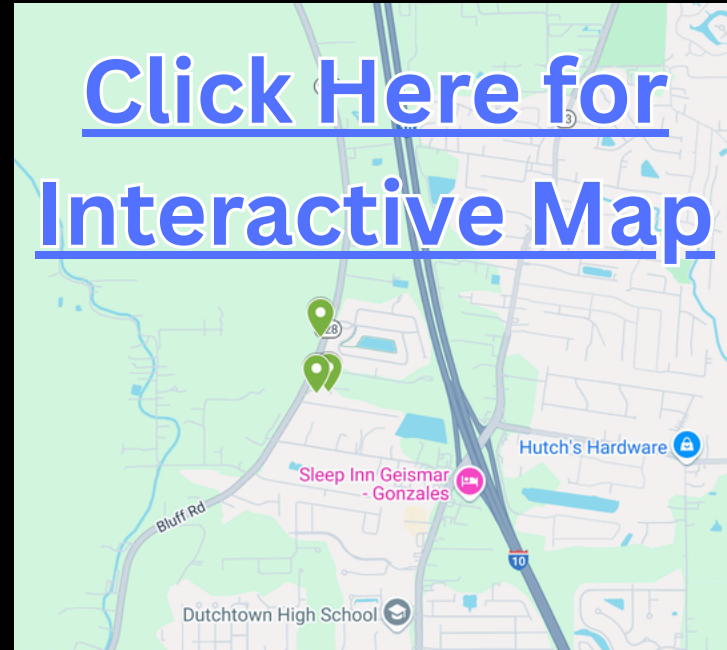 Click Here for
Interactive Map
Hutch's Hardware
Sleep Inn Geismar
- Gonzales
Bluff Rd
10
Dutchtown High School